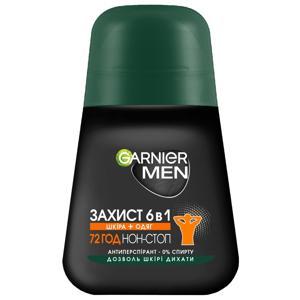 GARNIER
MEN
ЗАХИСТ 6 в 1
ШКІРА + ОДЯГ
72 ГОД НОН-СТОП
АНТИПЕРСПІРАНТ - 0% СПИРТУ
ДОЗВОЛЬ ШКІРІ ДИХАТИ